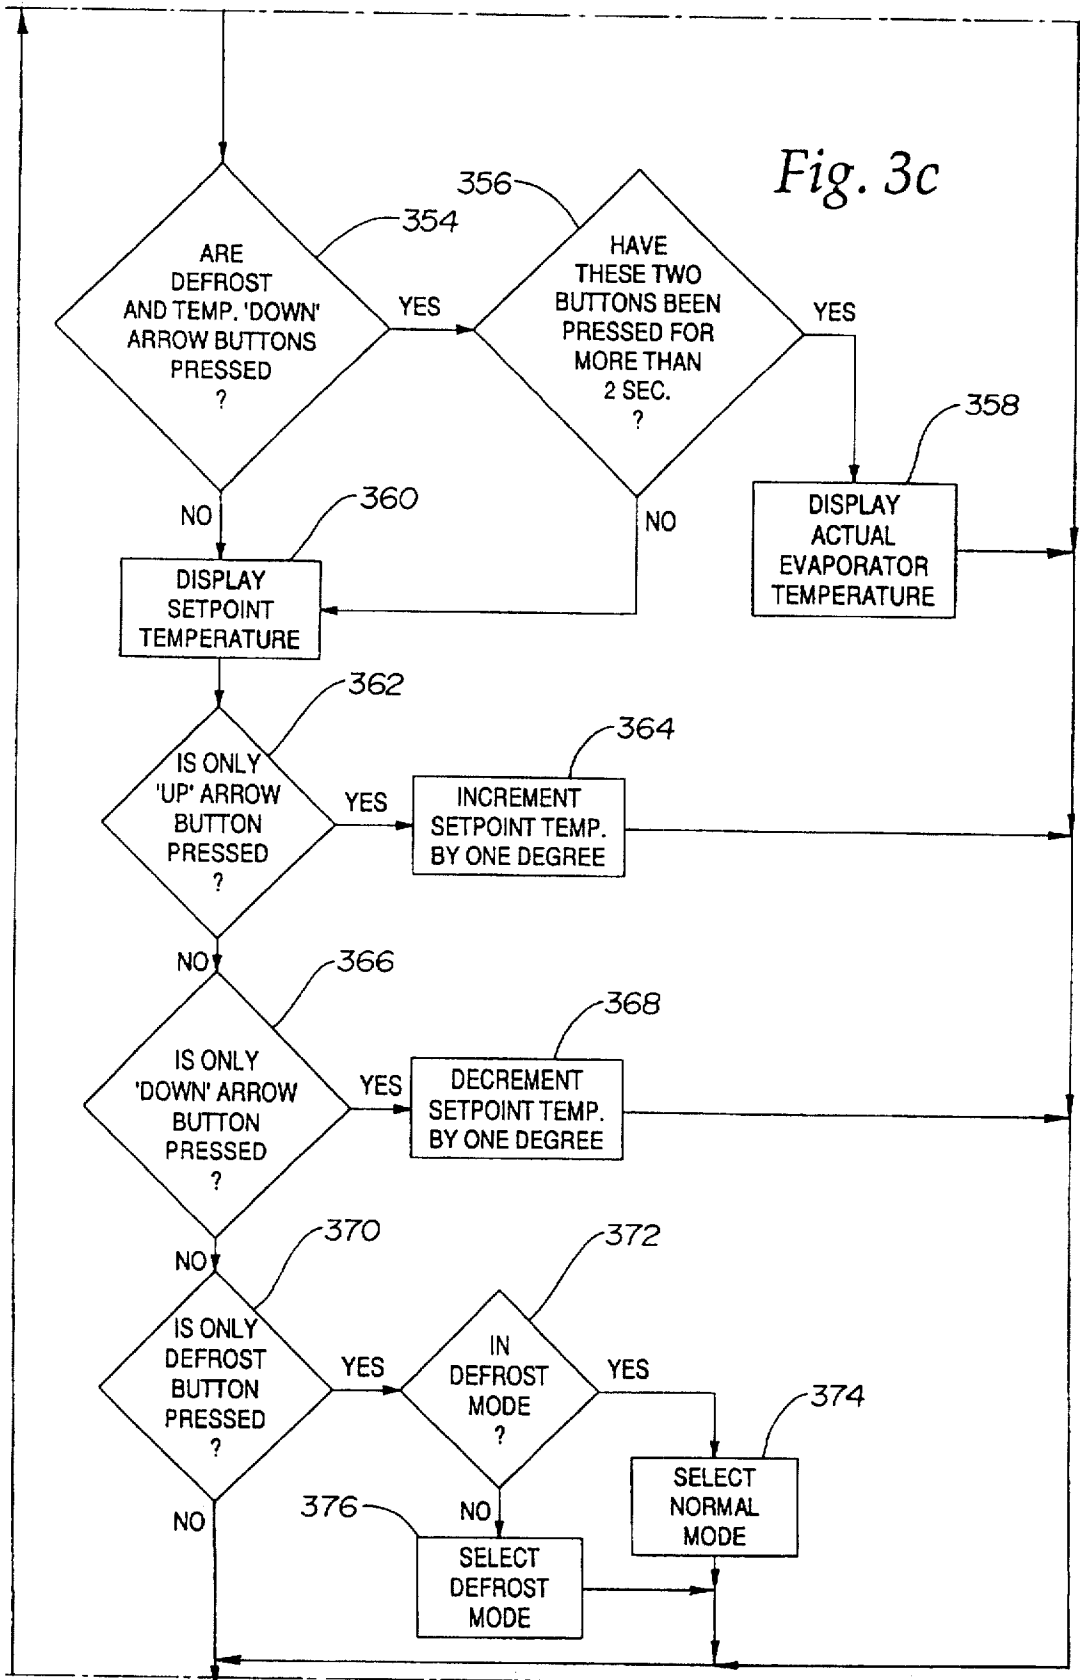 Fig. 3c
354
356
ARE
DEFROST
AND TEMP. 'DOWN'
ARROW BUTTONS
PRESSED
?
YES
HAVE
THESE TWO
BUTTONS BEEN
PRESSED FOR
MORE THAN
2 SEC.
?
YES
358
NO
360
NO
DISPLAY
ACTUAL
EVAPORATOR
TEMPERATURE
DISPLAY
SETPOINT
TEMPERATURE
362
364
IS ONLY
'UP' ARROW
BUTTON
PRESSED
?
YES
INCREMENT
SETPOINT TEMP.
BY ONE DEGREE
NO
366
368
IS ONLY
'DOWN' ARROW
BUTTON
PRESSED
?
YES
DECREMENT
SETPOINT TEMP.
BY ONE DEGREE
NO
370
372
IS ONLY
DEFROST
BUTTON
PRESSED
?
YES
IN
DEFROST
MODE
?
YES
374
SELECT
NORMAL
MODE
NO
376
NO
SELECT
DEFROST
MODE